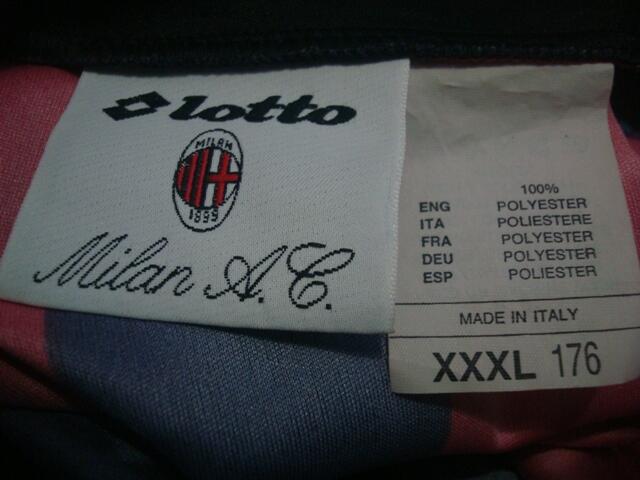 lotto
MILAN
1899
Milan A.C.
100%
ENG POLYESTER
ITA POLIESTERE
FRA POLYESTER
DEU POLYESTER
ESP POLIESTER
MADE IN ITALY
XXXL 176